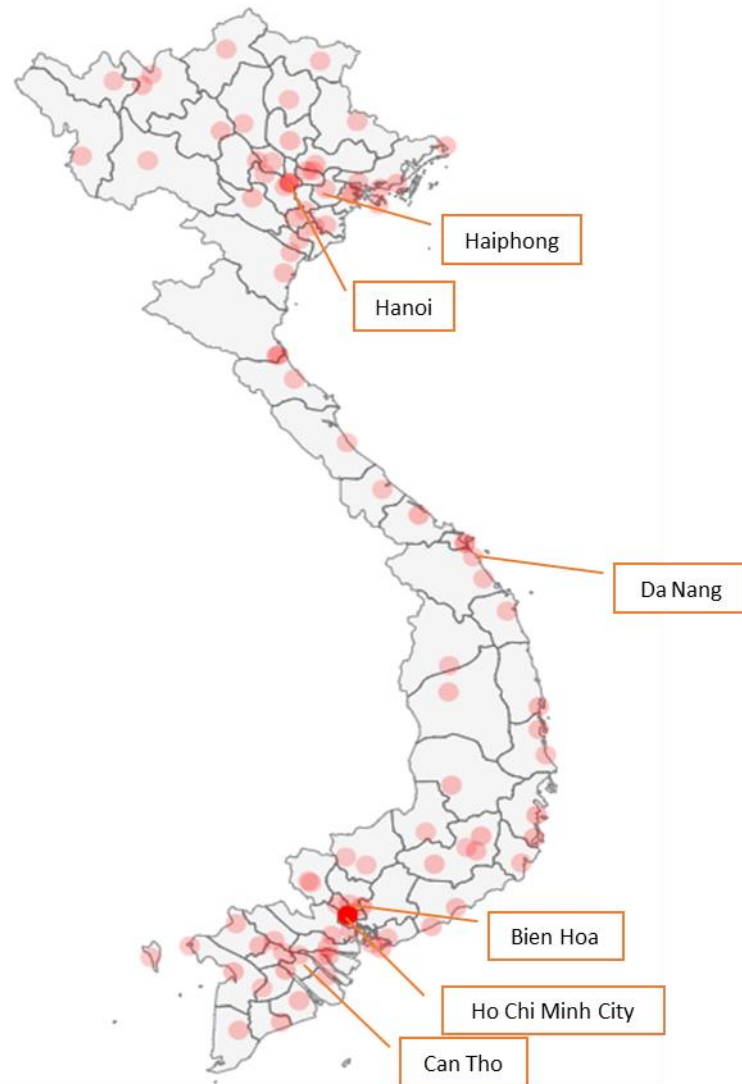 Haiphong
Hanoi
Da Nang
Bien Hoa
Ho Chi Minh City
Can Tho